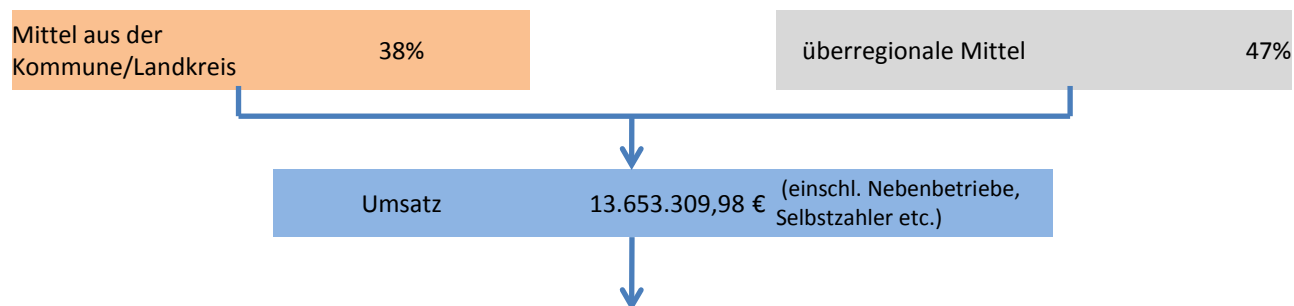 Mittel aus der
Kommune/Landkreis
38%
überregionale Mittel
47%
Umsatz
13.653.309,98 €
(einschl. Nebenbetriebe,
Selbstzahler etc.)